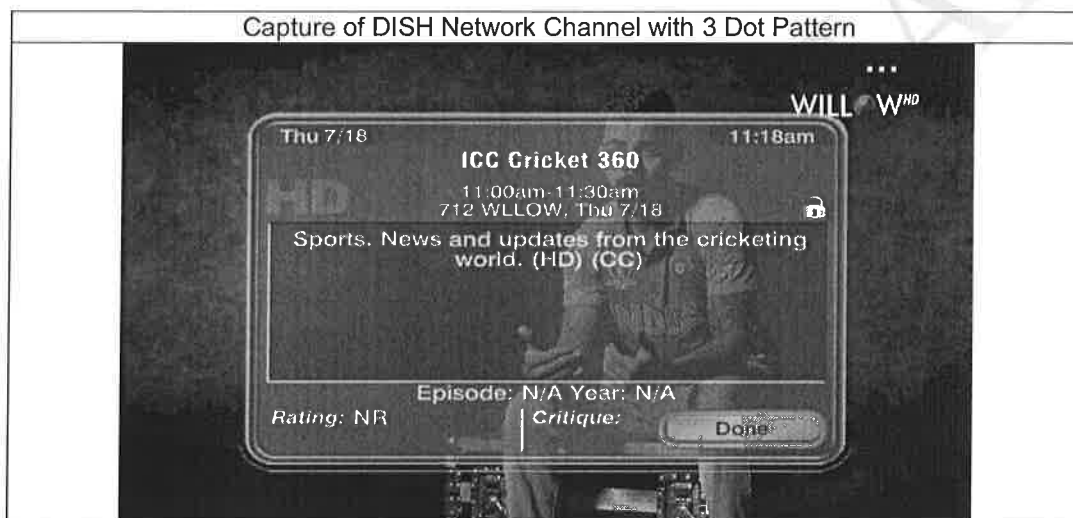 Capture of DISH Network Channel with 3 Dot Pattern
...
WILLOW HD
Thu 7/18 11:18am
ICC Cricket 360
HD
11:00am-11:30am
712 WLLOW, Thu 7/18
Sports. News and updates from the cricketing
world. (HD) (CC)
Episode: N/A Year: N/A
Rating: NR Critique:
Done